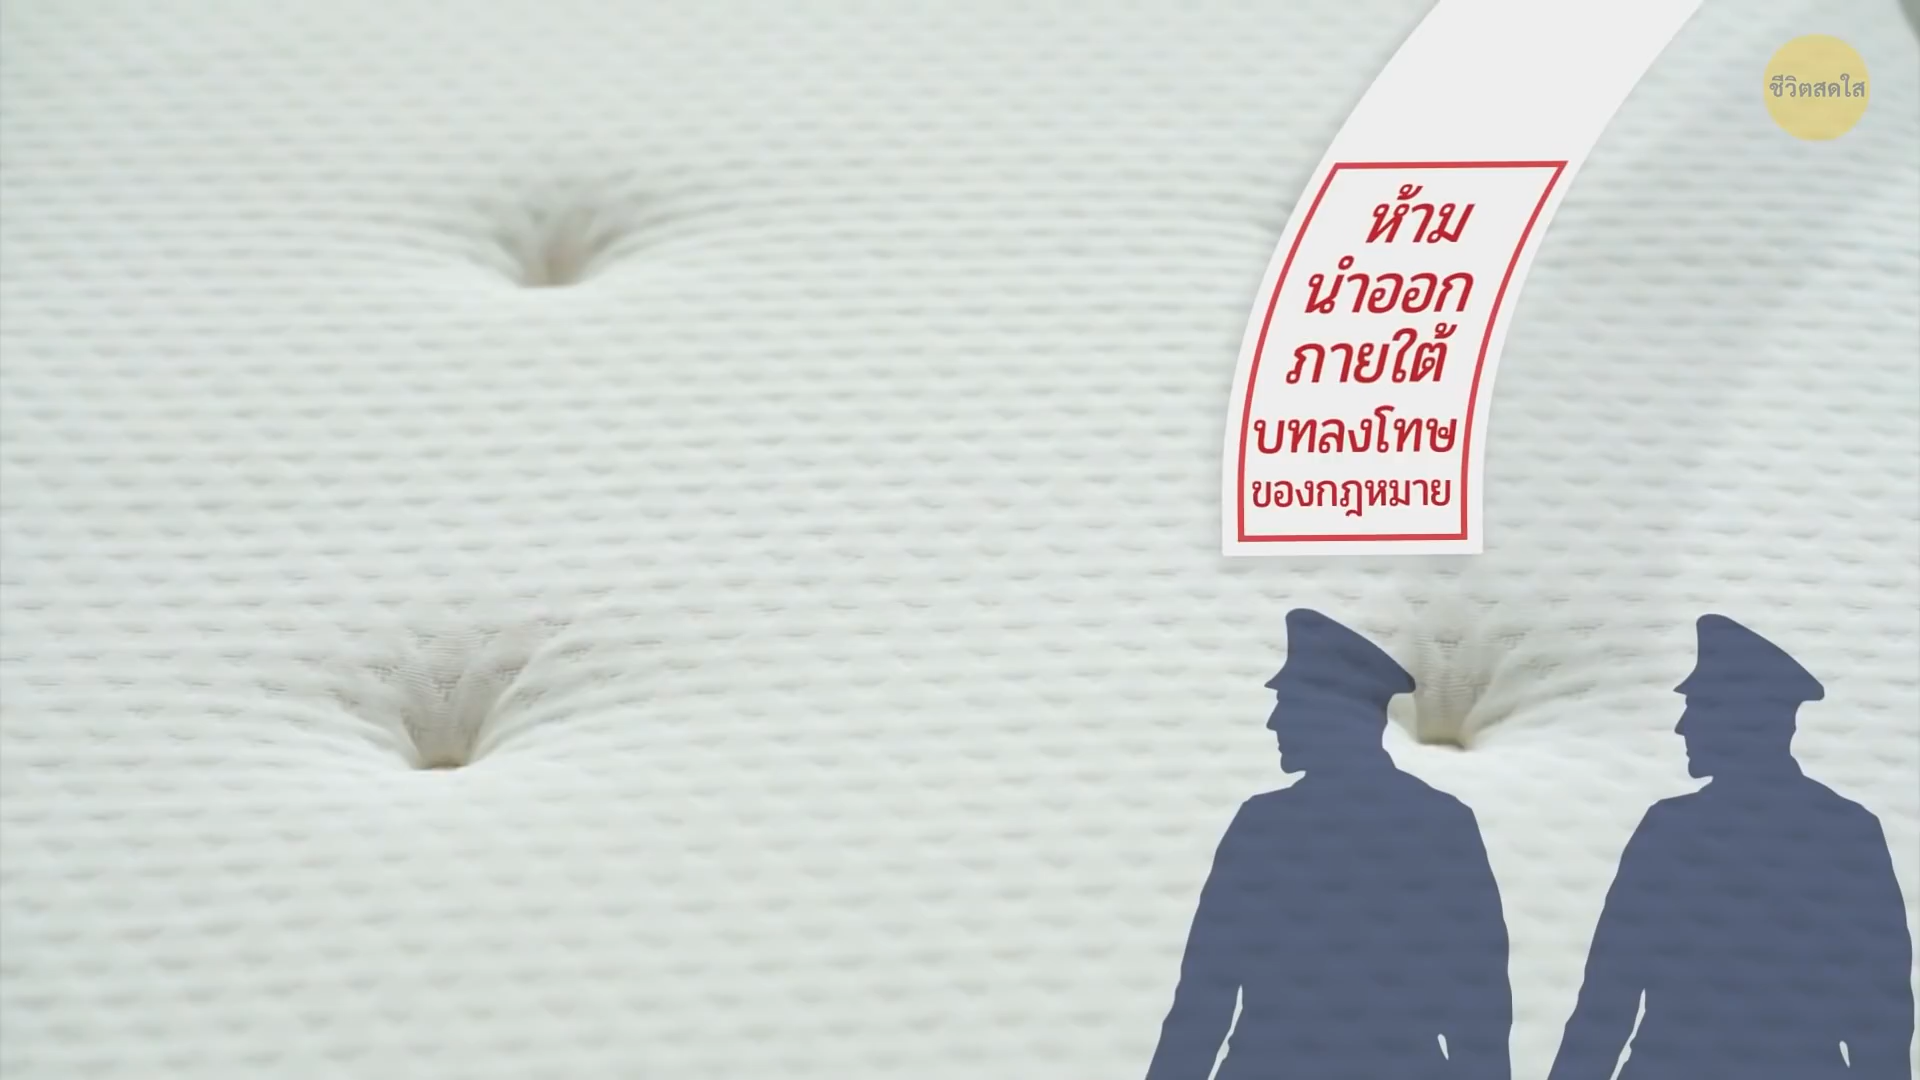 ชีวิตสดใส
ห้าม
นำออก
ภายใต้
บทลงโทษ
ของกฎหมาย